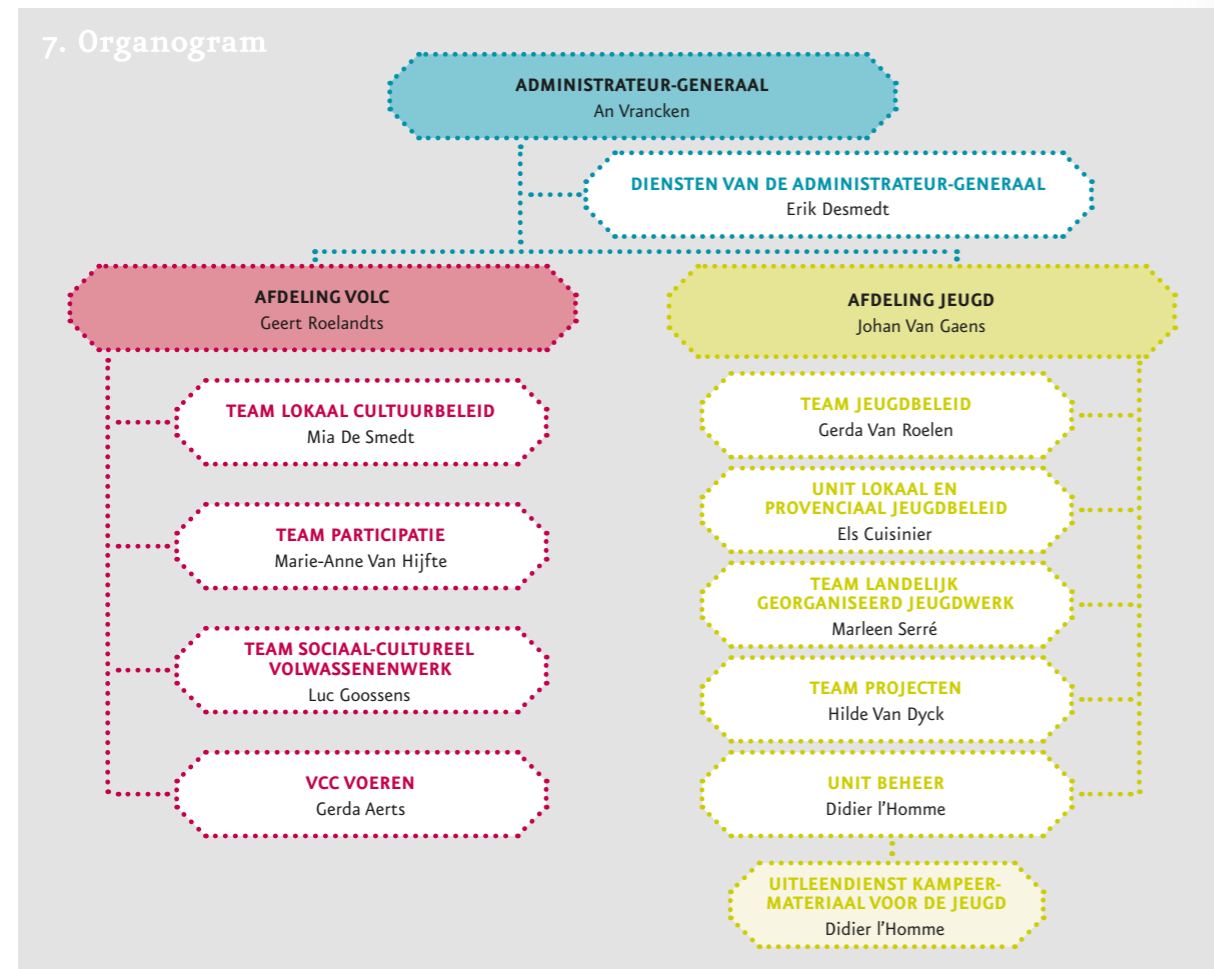 7. Organogram
ADMINISTRATEUR-GENERAAL
An Vrancken
DIENSTEN VAN DE ADMINISTRATEUR-GENERAAL
Erik Desmedt
AFDELING VOLC
Geert Roelandts
TEAM LOKAAL CULTUURBELEID
Mia De Smedt
TEAM PARTICIPATIE
Marie-Anne Van Hijfte
TEAM SOCIAAL-CULTUREEL
VOLWASSENENWERK
Luc Goossens
VCC VOEREN
Gerda Aerts
AFDELING JEUGD
Johan Van Gaens
TEAM JEUGDBELEID
Gerda Van Roelen
UNIT LOKAAL EN
PROVINCIAAL JEUGDBELEID
Els Cuisinier
TEAM LANDELIJK
GEORGANISEERD JEUGDWERK
Marleen Serré
TEAM PROJECTEN
Hilde Van Dyck
UNIT BEHEER
Didier l'Homme
UITLEENDIENST KAMPEER-
MATERIAAL VOOR DE JEUGD
Didier l'Homme